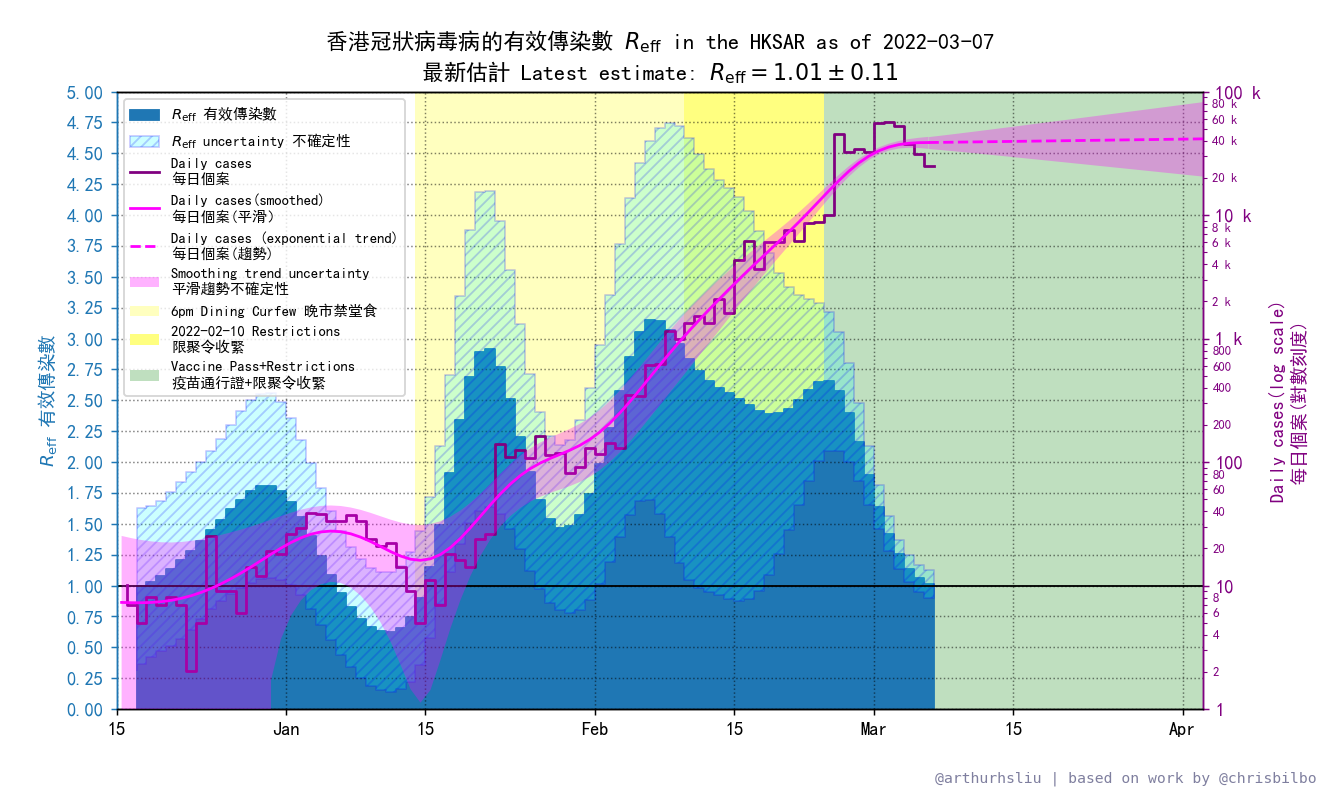 香港冠狀病毒病的有效傳染數 Reff in the HKSAR as of 2022-03-07
最新估計 Latest estimate: Reff = 1.01 ± 0.11
Reff 有效傳染數
Reff uncertainty 不確定性
Daily cases
每日個案
Daily cases(smoothed)
每日個案(平滑)
Daily cases (exponential trend)
每日個案(趨勢)
Smoothing trend uncertainty
平滑趨勢不確定性
6pm Dining Curfew 晚市禁堂食
2022-02-10 Restrictions
限聚令收緊
Vaccine Pass+Restrictions
疫苗通行證+限聚令收緊
5.00
4.75
4.50
4.25
4.00
3.75
3.50
3.25
3.00
2.75
2.50
2.25
2.00
1.75
1.50
1.25
1.00
0.75
0.50
0.25
0.00
Reff 有效傳染數
100 k
80 k
60 k
40 k
20 k
10 k
8 k
6 k
4 k
2 k
1 k
800
600
400
200
100
80
60
40
20
10
8
6
4
2
1
Daily cases(log scale)
每日個案(對數刻度)
15 Jan 15 Feb 15 Mar 15 Apr
@arthurhsliu | based on work by @chrisbilbo